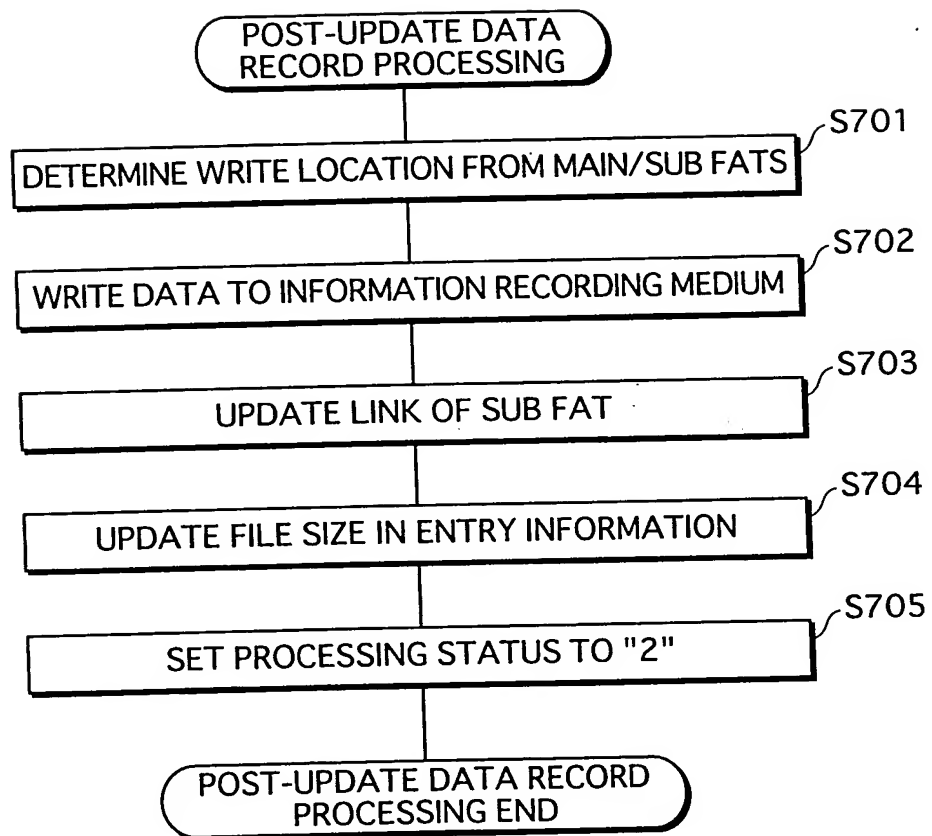 POST-UPDATE DATA
RECORD PROCESSING
S701
DETERMINE WRITE LOCATION FROM MAIN/SUB FATS
S702
WRITE DATA TO INFORMATION RECORDING MEDIUM
S703
UPDATE LINK OF SUB FAT
S704
UPDATE FILE SIZE IN ENTRY INFORMATION
S705
SET PROCESSING STATUS TO "2"
POST-UPDATE DATA RECORD
PROCESSING END